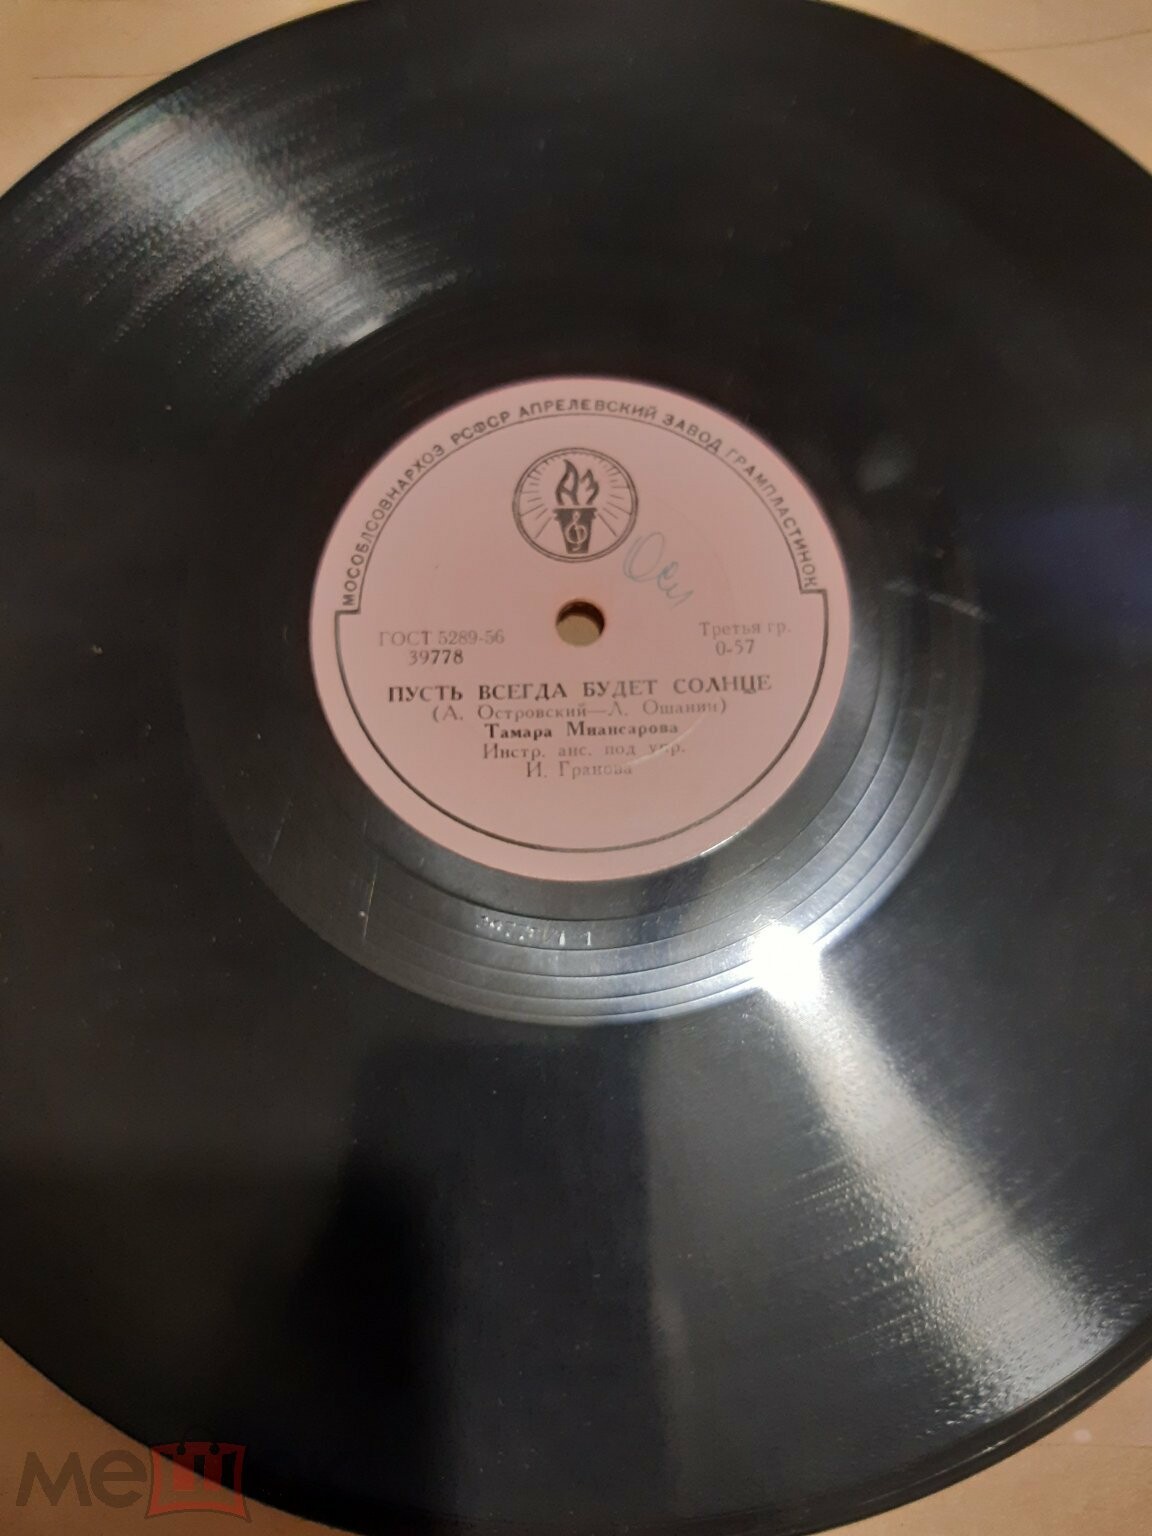 МОСОБЛСОВНАРХОЗ РСФСР АПРЕЛЕВСКИЙ ЗАВОД ГРАМПЛАСТИНОК
АЗ
ГОСТ 5289-56
39778
Третья гр.
0-57
ПУСТЬ ВСЕГДА БУДЕТ СОЛНЦЕ
(А. Островский—Л. Ошанин)
Тамара Миансарова
Инстр. анс. под упр.
И. Гранова